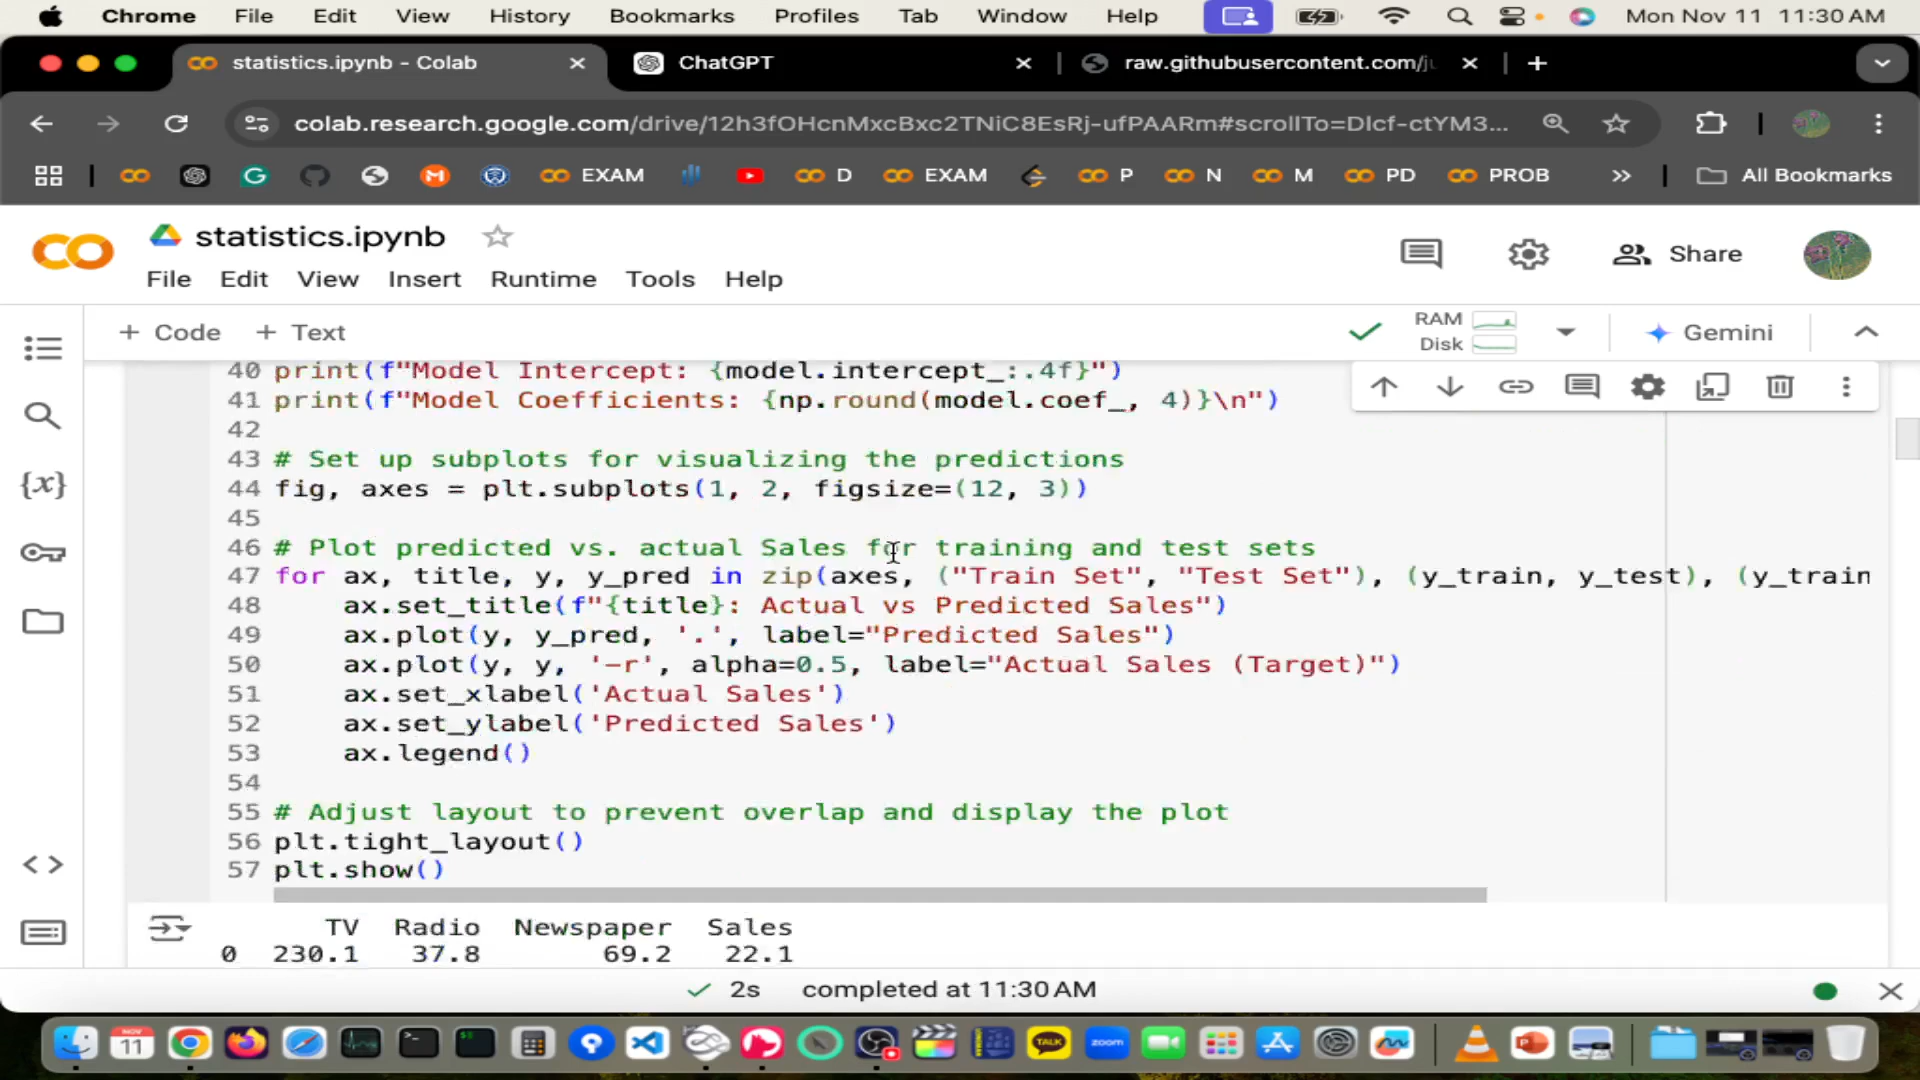 Chrome File Edit View History Bookmarks Profiles Tab Window Help Mon Nov 11 11:30 AM
statistics.ipynb - Colab ChatGPT raw.githubusercontent.com/ju
colab.research.google.com/drive/12h3fOHcnMxcBxc2TNiC8EsRj-ufPAARm#scrollTo=DIcf-ctYM3...
EXAM D EXAM P N M PD PROB All Bookmarks
statistics.ipynb
Share
File Edit View Insert Runtime Tools Help
+ Code + Text RAM Disk Gemini
40 print(f"Model Intercept: {model.intercept_:.4f}")
41 print(f"Model Coefficients: {np.round(model.coef_, 4)}\n")
42
43 # Set up subplots for visualizing the predictions
44 fig, axes = plt.subplots(1, 2, figsize=(12, 3))
45
46 # Plot predicted vs. actual Sales for training and test sets
47 for ax, title, y, y_pred in zip(axes, ("Train Set", "Test Set"), (y_train, y_test), (y_train
48     ax.set_title(f"{title}: Actual vs Predicted Sales")
49     ax.plot(y, y_pred, '.', label="Predicted Sales")
50     ax.plot(y, y, '-r', alpha=0.5, label="Actual Sales (Target)")
51     ax.set_xlabel('Actual Sales')
52     ax.set_ylabel('Predicted Sales')
53     ax.legend()
54
55 # Adjust layout to prevent overlap and display the plot
56 plt.tight_layout()
57 plt.show()
TV Radio Newspaper Sales
0 230.1 37.8 69.2 22.1
2s completed at 11:30 AM
NOV 11 TALK zoom